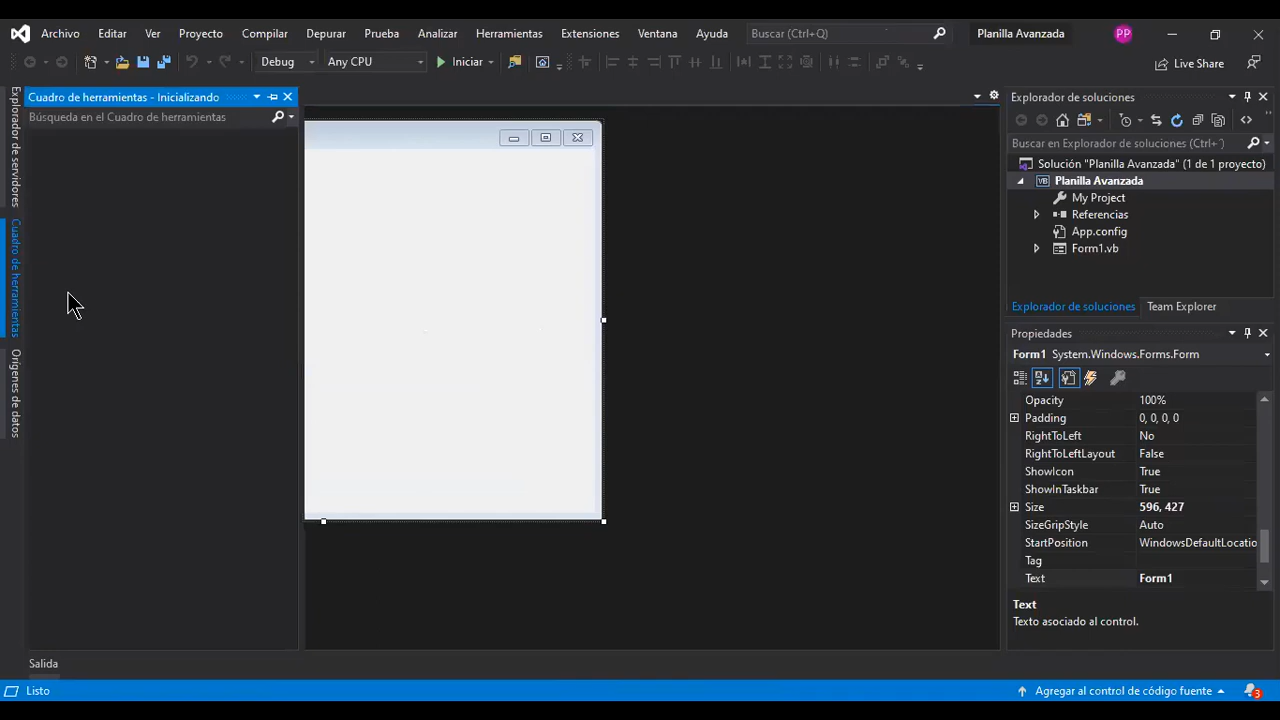 Archivo Editar Ver Proyecto Compilar Depurar Prueba Analizar Herramientas Extensiones Ventana Ayuda Buscar (Ctrl+Q) Planilla Avanzada PP
Debug Any CPU Iniciar Live Share
Explorador de servidores
Cuadro de herramientas
Orígenes de datos
Cuadro de herramientas - Inicializando
Búsqueda en el Cuadro de herramientas
Explorador de soluciones
Buscar en Explorador de soluciones (Ctrl+
Solución "Planilla Avanzada" (1 de 1 proyecto)
VB Planilla Avanzada
My Project
Referencias
App.config
Form1.vb
Explorador de soluciones Team Explorer
Propiedades
Form1 System.Windows.Forms.Form
Opacity 100%
Padding 0, 0, 0, 0
RightToLeft No
RightToLeftLayout False
ShowIcon True
ShowInTaskbar True
Size 596, 427
SizeGripStyle Auto
StartPosition WindowsDefaultLocatio
Tag
Text Form1
Text
Texto asociado al control.
Salida
Listo Agregar al control de código fuente 3